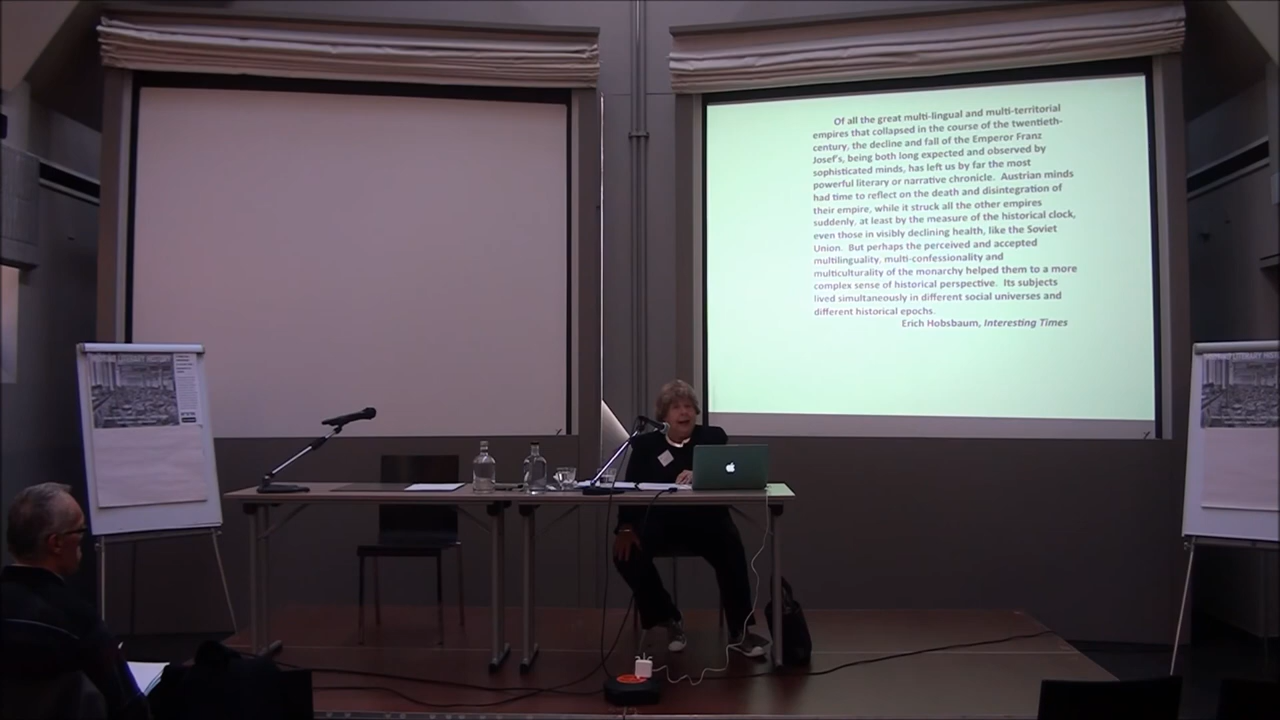 Of all the great multi-lingual and multi-territorial
empires that collapsed in the course of the twentieth-
century, the decline and fall of the Emperor Franz
Josef's, being both long expected and observed by
sophisticated minds, has left us by far the most
powerful literary or narrative chronicle. Austrian minds
had time to reflect on the death and disintegration of
their empire, while it struck all the other empires
suddenly, at least by the measure of the historical clock,
even those in visibly declining health, like the Soviet
Union. But perhaps the perceived and accepted
multilinguality, multi-confessionality and
multiculturality of the monarchy helped them to a more
complex sense of historical perspective. Its subjects
lived simultaneously in different social universes and
different historical epochs.
Erich Hobsbaum, Interesting Times
LITERARY HIST